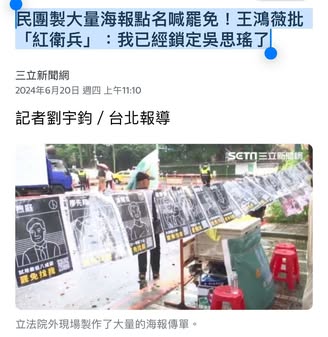 民團製大量海報點名喊罷免！王鴻薇批
「紅衛兵」：我已經鎖定吳思瑤了
三立新聞網
2024年6月20日 週四 上午11:10
記者劉宇鈞／台北報導
SETN 三立新聞網
罷免找我
立法院外現場製作了大量的海報傳單。